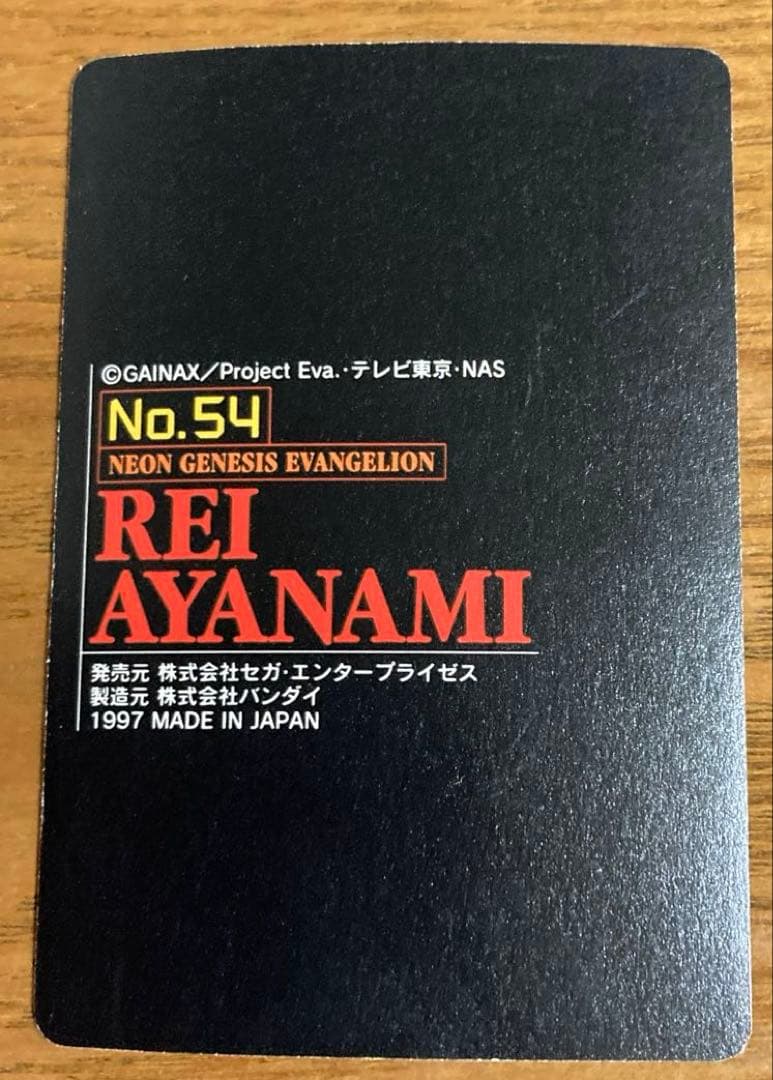 ©GAINAX／Project Eva.･テレビ東京･NAS
No.54
NEON GENESIS EVANGELION
REI
AYANAMI
発売元 株式会社セガ･エンタープライゼス
製造元 株式会社バンダイ
1997 MADE IN JAPAN